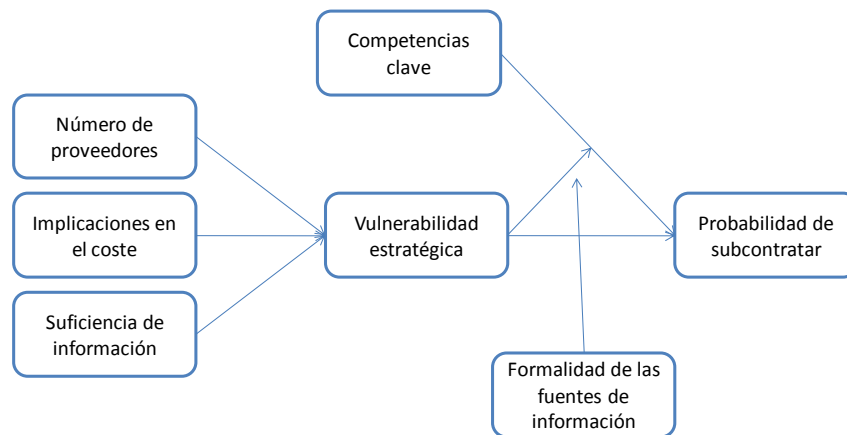 Competencias
clave
Número de
proveedores
Implicaciones en
el coste
Suficiencia de
información
Vulnerabilidad
estratégica
Probabilidad de
subcontratar
Formalidad de las
fuentes de
información